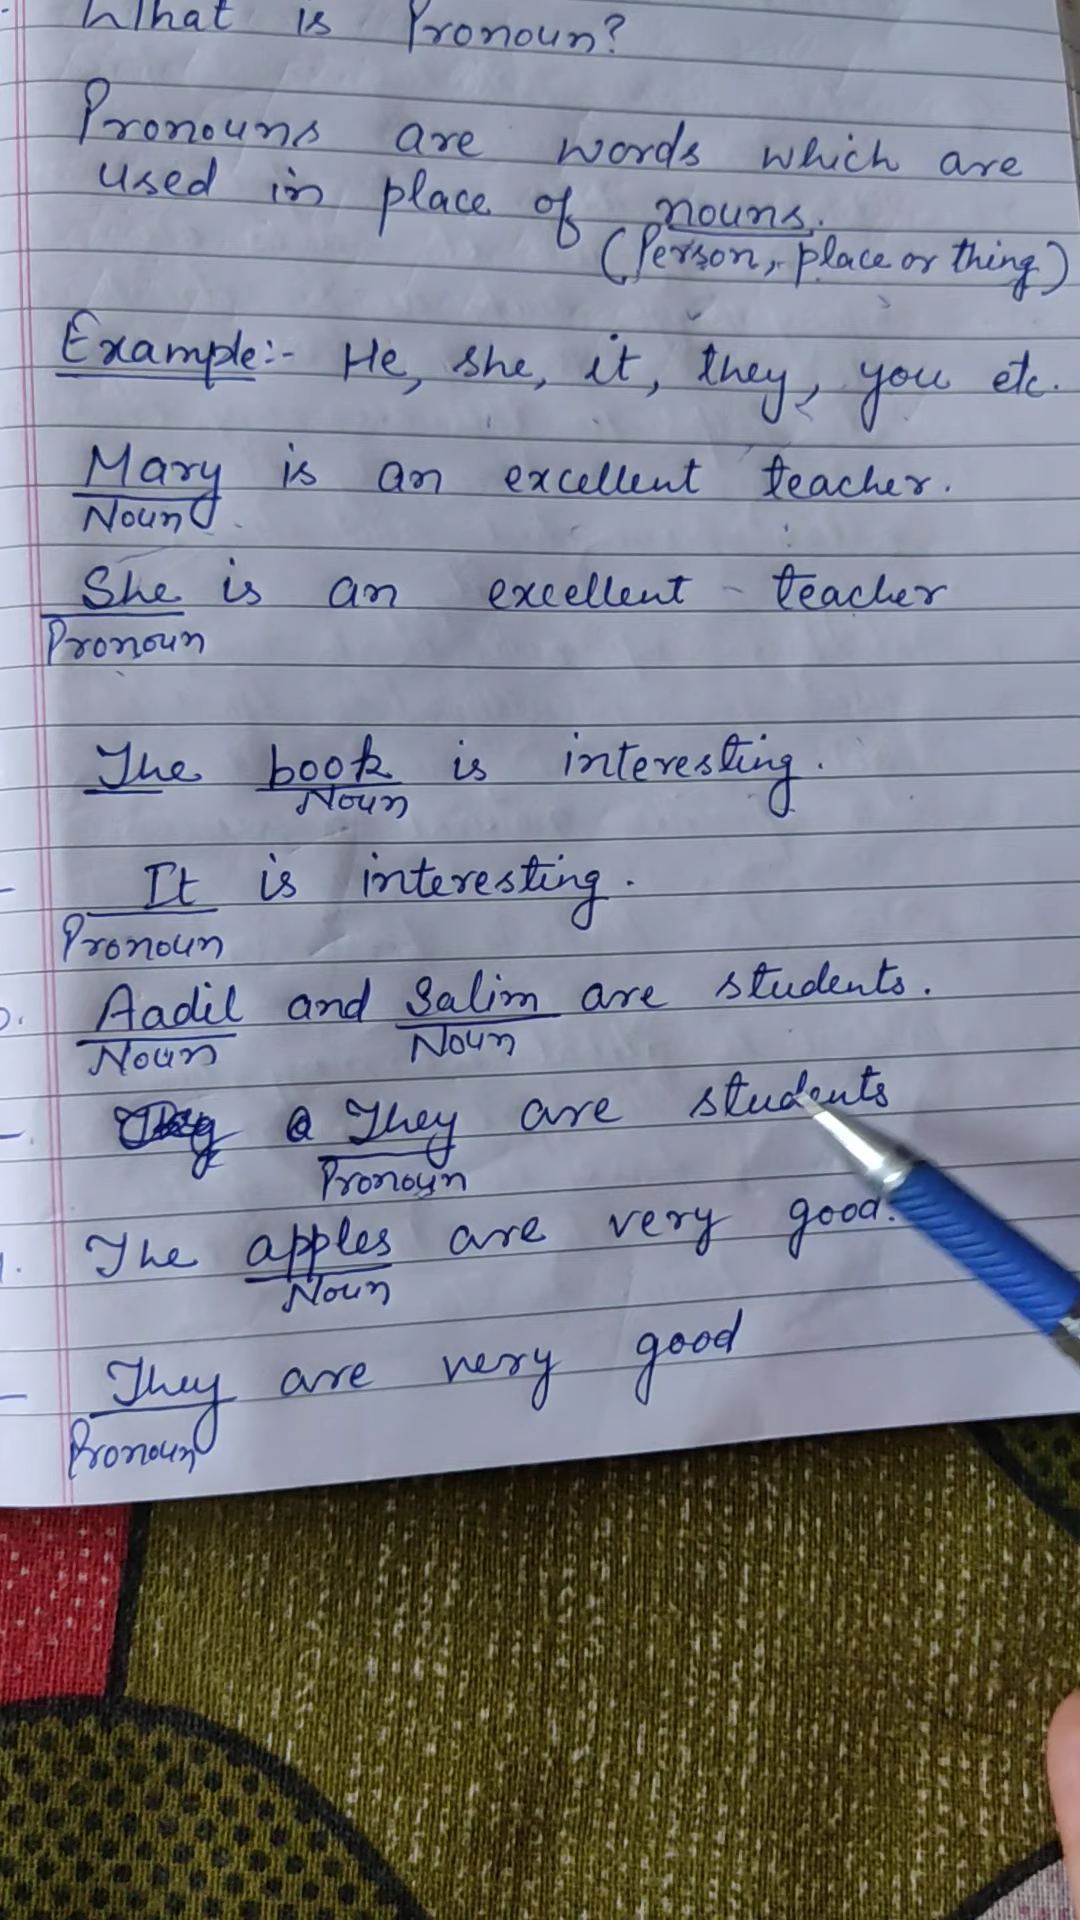 What is Pronoun?
Pronouns are words which are
used in place of nouns.
(Person, place or thing)
Example:- He, she, it, they, you etc.
Mary is an excellent teacher.
Noun
She is an excellent teacher
Pronoun
The book is interesting.
Noun
It is interesting.
Pronoun
Aadil and Salim are students.
Noun Noun
They are students
Pronoun
The apples are very good.
Noun
They are very good
Pronoun